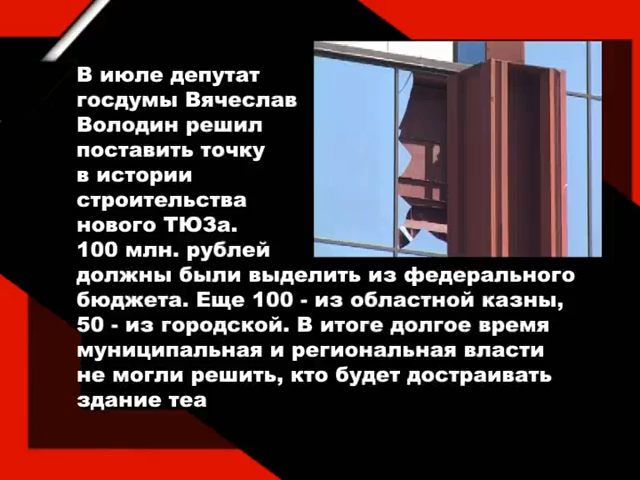 В июле депутат
госдумы Вячеслав
Володин решил
поставить точку
в истории
строительства
нового ТЮЗа.
100 млн. рублей
должны были выделить из федерального
бюджета. Еще 100 - из областной казны,
50 - из городской. В итоге долгое время
муниципальная и региональная власти
не могли решить, кто будет достраивать
здание теа